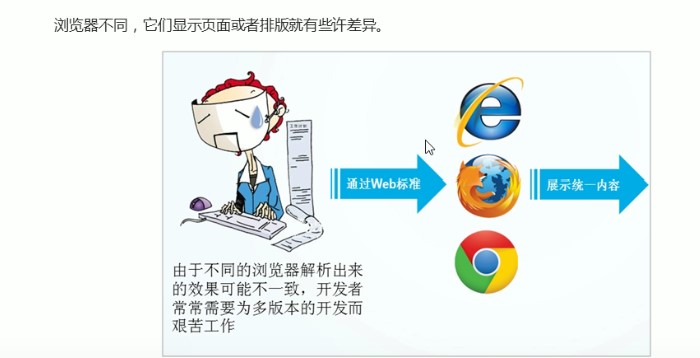 浏览器不同，它们显示页面或者排版就有些许差异。
通过Web标准
展示统一内容
由于不同的浏览器解析出来
的效果可能不一致，开发者
常常需要为多版本的开发而
艰苦工作